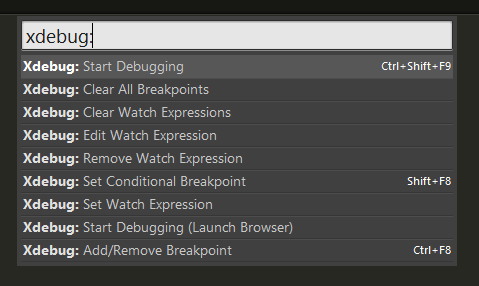 xdebug:
Xdebug: Start Debugging Ctrl+Shift+F9
Xdebug: Clear All Breakpoints
Xdebug: Clear Watch Expressions
Xdebug: Edit Watch Expression
Xdebug: Remove Watch Expression
Xdebug: Set Conditional Breakpoint Shift+F8
Xdebug: Set Watch Expression
Xdebug: Start Debugging (Launch Browser)
Xdebug: Add/Remove Breakpoint Ctrl+F8